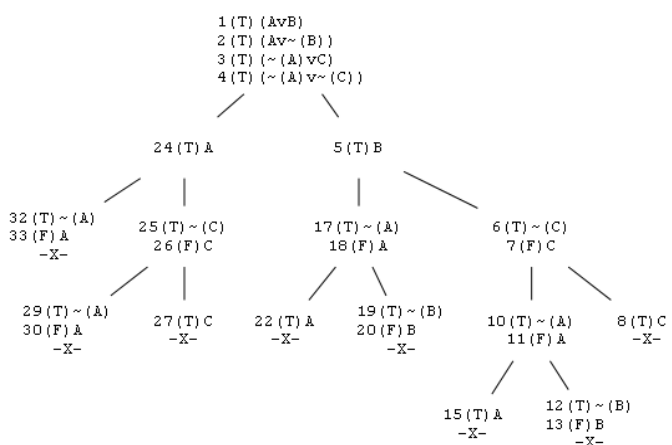 1(T)(AvB)
2(T)(Av~(B))
3(T)(~(A)vC)
4(T)(~(A)v~(C))
24(T)A
5(T)B
32(T)~(A)
33(F)A
-X-
25(T)~(C)
26(F)C
17(T)~(A)
18(F)A
6(T)~(C)
7(F)C
29(T)~(A)
30(F)A
-X-
27(T)C
-X-
22(T)A
-X-
19(T)~(B)
20(F)B
-X-
10(T)~(A)
11(F)A
8(T)C
-X-
15(T)A
-X-
12(T)~(B)
13(F)B
-X-